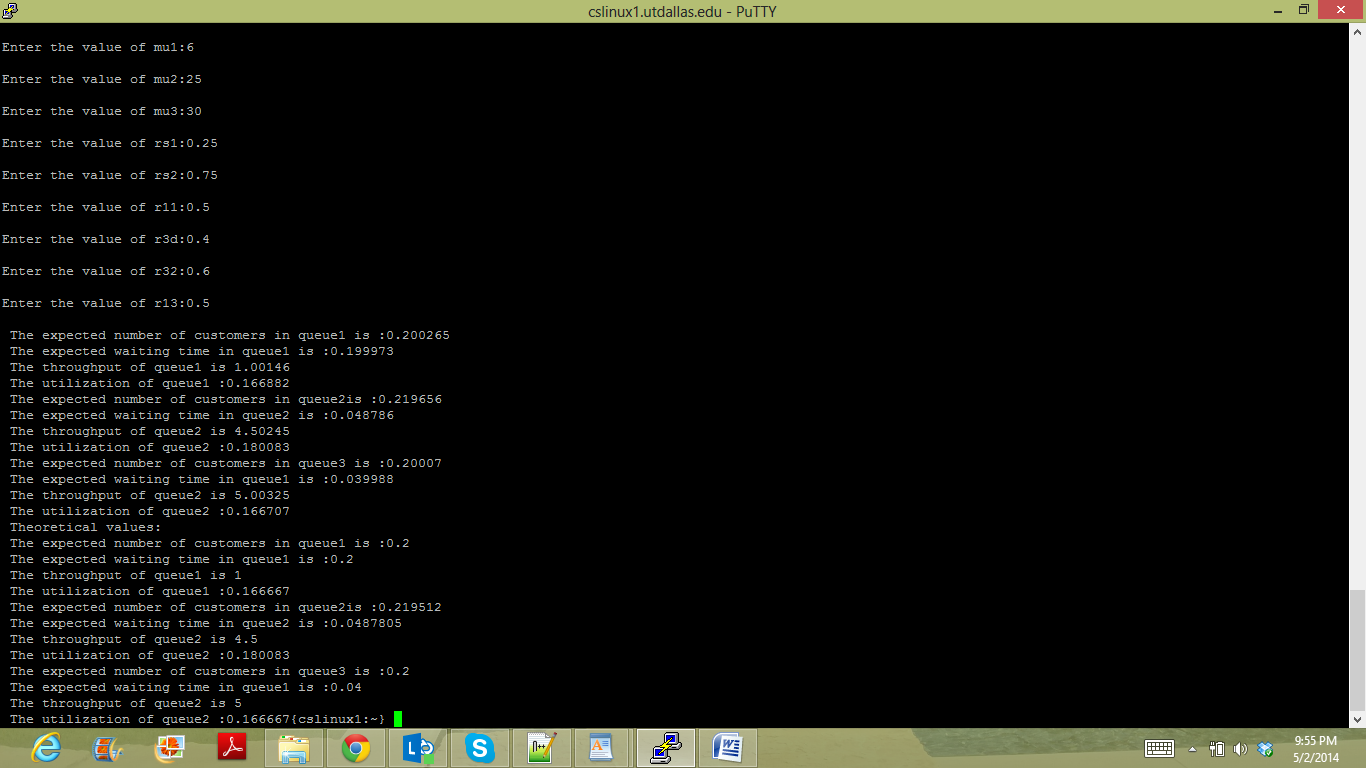 cslinux1.utdallas.edu - PuTTY
Enter the value of mu1:6
Enter the value of mu2:25
Enter the value of mu3:30
Enter the value of rs1:0.25
Enter the value of rs2:0.75
Enter the value of r11:0.5
Enter the value of r3d:0.4
Enter the value of r32:0.6
Enter the value of r13:0.5
The expected number of customers in queue1 is :0.200265
The expected waiting time in queue1 is :0.199973
The throughput of queue1 is 1.00146
The utilization of queue1 :0.166882
The expected number of customers in queue2is :0.219656
The expected waiting time in queue2 is :0.048786
The throughput of queue2 is 4.50245
The utilization of queue2 :0.180083
The expected number of customers in queue3 is :0.20007
The expected waiting time in queue1 is :0.039988
The throughput of queue2 is 5.00325
The utilization of queue2 :0.166707
Theoretical values:
The expected number of customers in queue1 is :0.2
The expected waiting time in queue1 is :0.2
The throughput of queue1 is 1
The utilization of queue1 :0.166667
The expected number of customers in queue2is :0.219512
The expected waiting time in queue2 is :0.0487805
The throughput of queue2 is 4.5
The utilization of queue2 :0.180083
The expected number of customers in queue3 is :0.2
The expected waiting time in queue1 is :0.04
The throughput of queue2 is 5
The utilization of queue2 :0.166667{cslinux1:~}
9:55 PM
5/2/2014